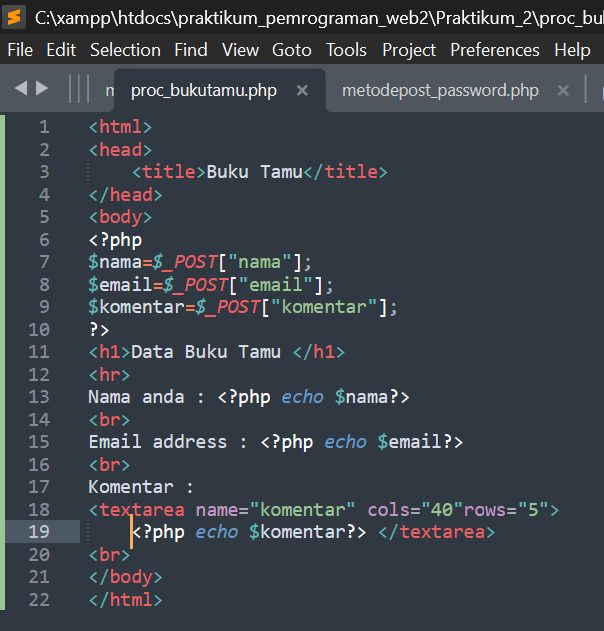 C:\xampp\htdocs\praktikum_pemrograman_web2\Praktikum_2\proc_buk
File Edit Selection Find View Goto Tools Project Preferences Help
proc_bukutamu.php × metodepost_password.php ×
1 <html>
2 <head>
3     <title>Buku Tamu</title>
4 </head>
5 <body>
6 <?php
7 $nama=$_POST["nama"];
8 $email=$_POST["email"];
9 $komentar=$_POST["komentar"];
10 ?>
11 <h1>Data Buku Tamu </h1>
12 <hr>
13 Nama anda : <?php echo $nama?>
14 <br>
15 Email address : <?php echo $email?>
16 <br>
17 Komentar :
18 <textarea name="komentar" cols="40"rows="5">
19     <?php echo $komentar?> </textarea>
20 <br>
21 </body>
22 </html>